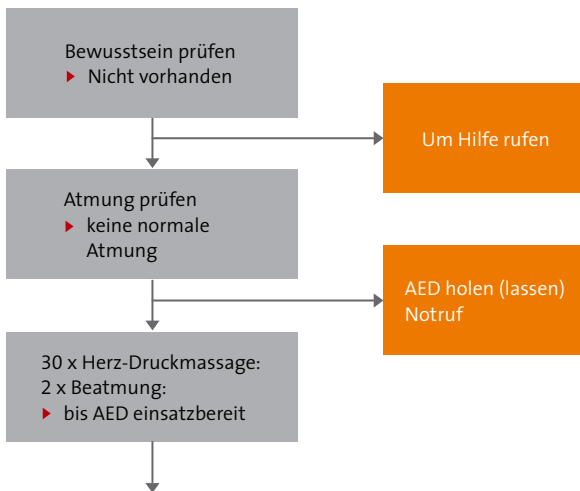 Bewusstsein prüfen
▶ Nicht vorhanden
Um Hilfe rufen
Atmung prüfen
▶ keine normale
Atmung
AED holen (lassen)
Notruf
30 x Herz-Druckmassage:
2 x Beatmung:
▶ bis AED einsatzbereit